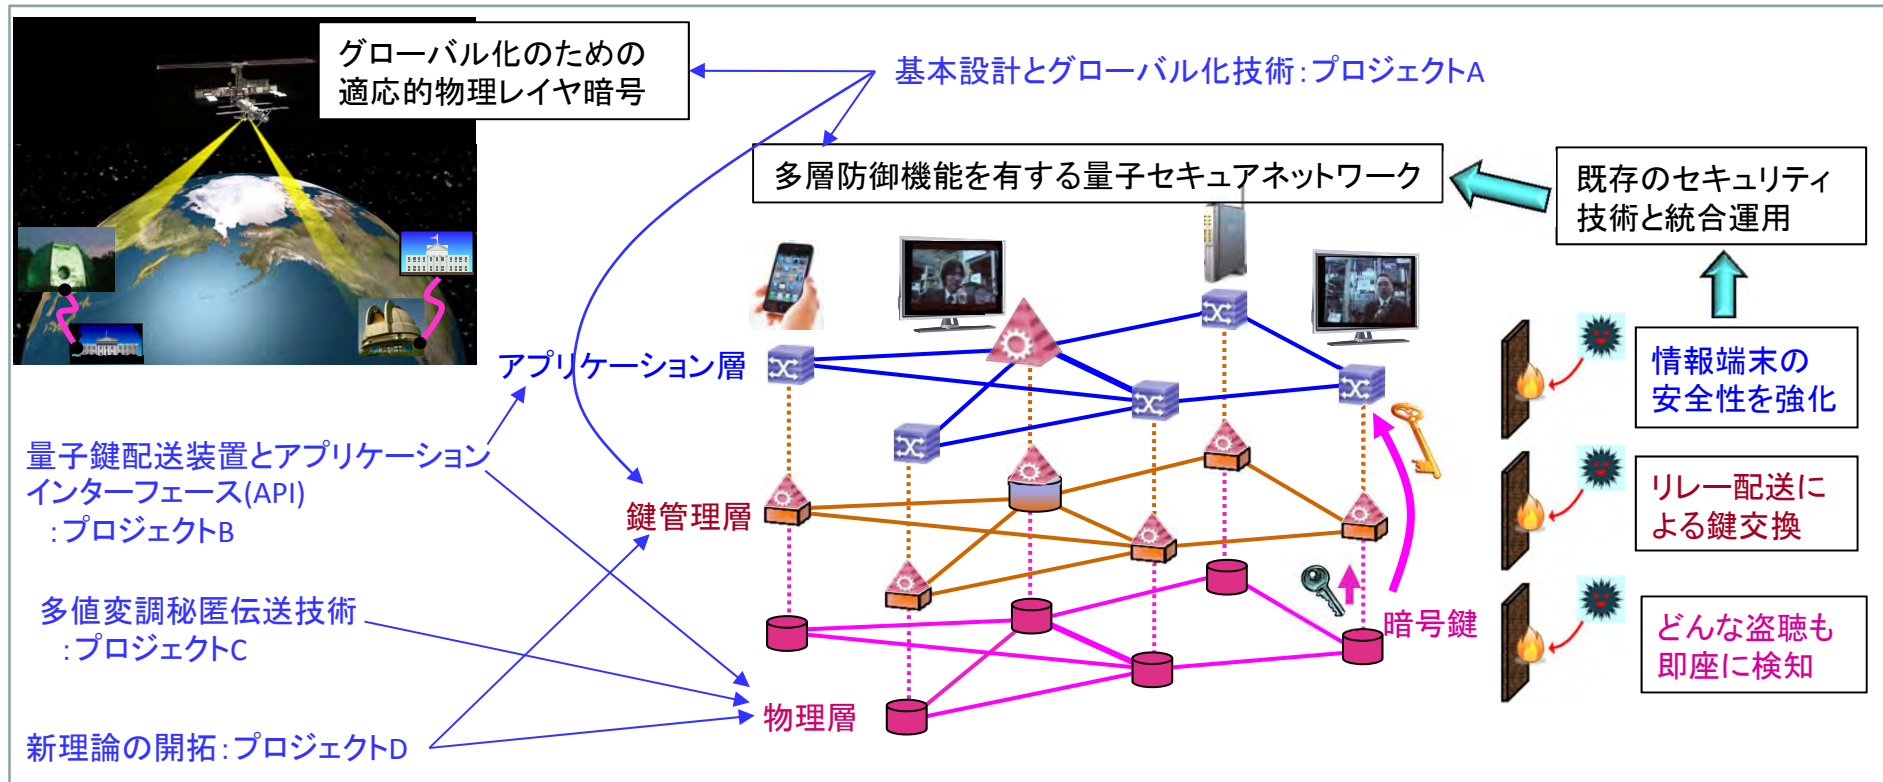 グローバル化のための
適応的物理レイヤ暗号
基本設計とグローバル化技術：プロジェクトA
多層防御機能を有する量子セキュアネットワーク
既存のセキュリティ
技術と統合運用
アプリケーション層
情報端末の
安全性を強化
量子鍵配送装置とアプリケーション
インターフェース(API)
：プロジェクトB
鍵管理層
リレー配送に
よる鍵交換
多値変調秘匿伝送技術
：プロジェクトC
暗号鍵
どんな盗聴も
即座に検知
物理層
新理論の開拓：プロジェクトD